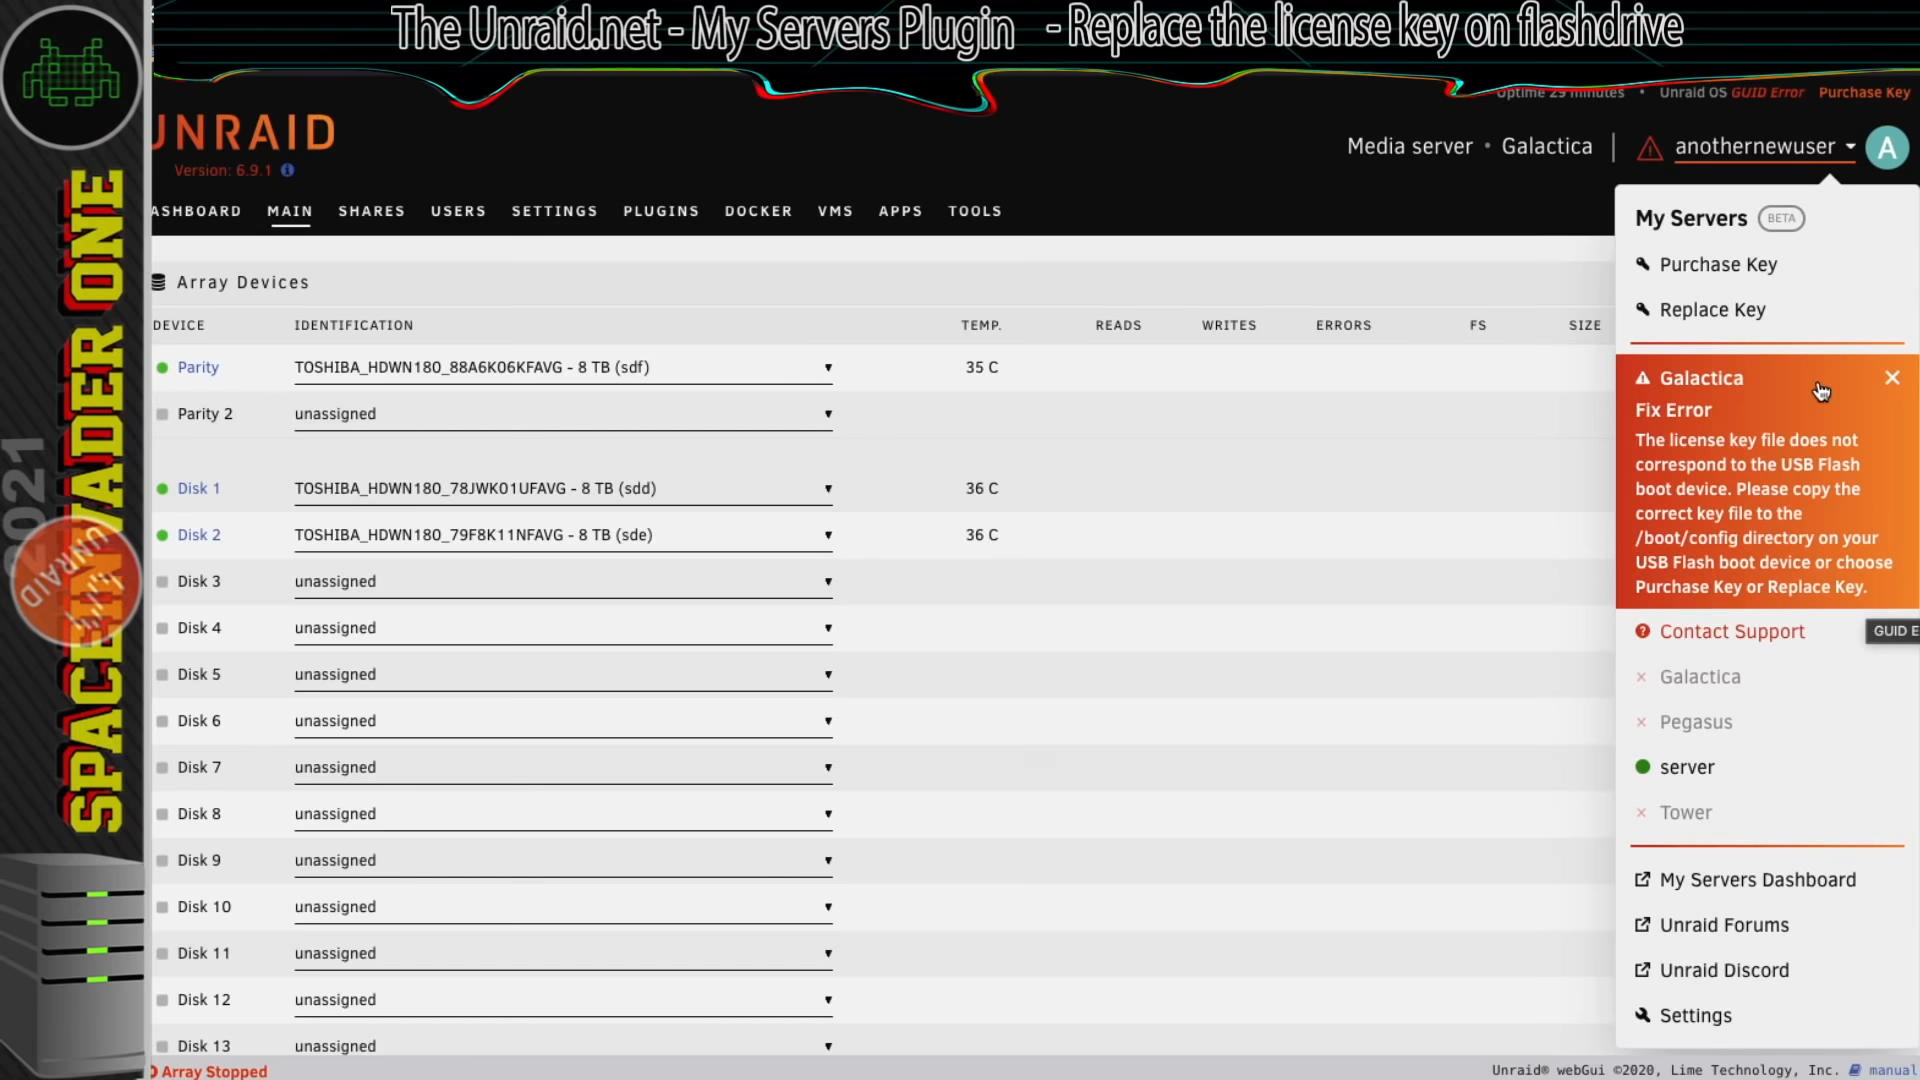 The Unraid.net - My Servers Plugin - Replace the license key on flashdrive
Uptime 29 minutes • Unraid OS GUID Error Purchase Key
UNRAID
Version: 6.9.1
Media server • Galactica | anothernewuser A
ASHBOARD MAIN SHARES USERS SETTINGS PLUGINS DOCKER VMS APPS TOOLS
Array Devices
DEVICE IDENTIFICATION TEMP. READS WRITES ERRORS FS SIZE
Parity TOSHIBA_HDWN180_88A6K06KFAVG - 8 TB (sdf) 35 C
Parity 2 unassigned
Disk 1 TOSHIBA_HDWN180_78JWK01UFAVG - 8 TB (sdd) 36 C
Disk 2 TOSHIBA_HDWN180_79F8K11NFAVG - 8 TB (sde) 36 C
Disk 3 unassigned
Disk 4 unassigned
Disk 5 unassigned
Disk 6 unassigned
Disk 7 unassigned
Disk 8 unassigned
Disk 9 unassigned
Disk 10 unassigned
Disk 11 unassigned
Disk 12 unassigned
Disk 13 unassigned
My Servers BETA
Purchase Key
Replace Key
Galactica
Fix Error
The license key file does not
correspond to the USB Flash
boot device. Please copy the
correct key file to the
/boot/config directory on your
USB Flash boot device or choose
Purchase Key or Replace Key.
Contact Support
GUID E
Galactica
Pegasus
server
Tower
My Servers Dashboard
Unraid Forums
Unraid Discord
Settings
Array Stopped
Unraid® webGui ©2020, Lime Technology, Inc. manual
SPACEINVADER ONE
2021
UNRAID